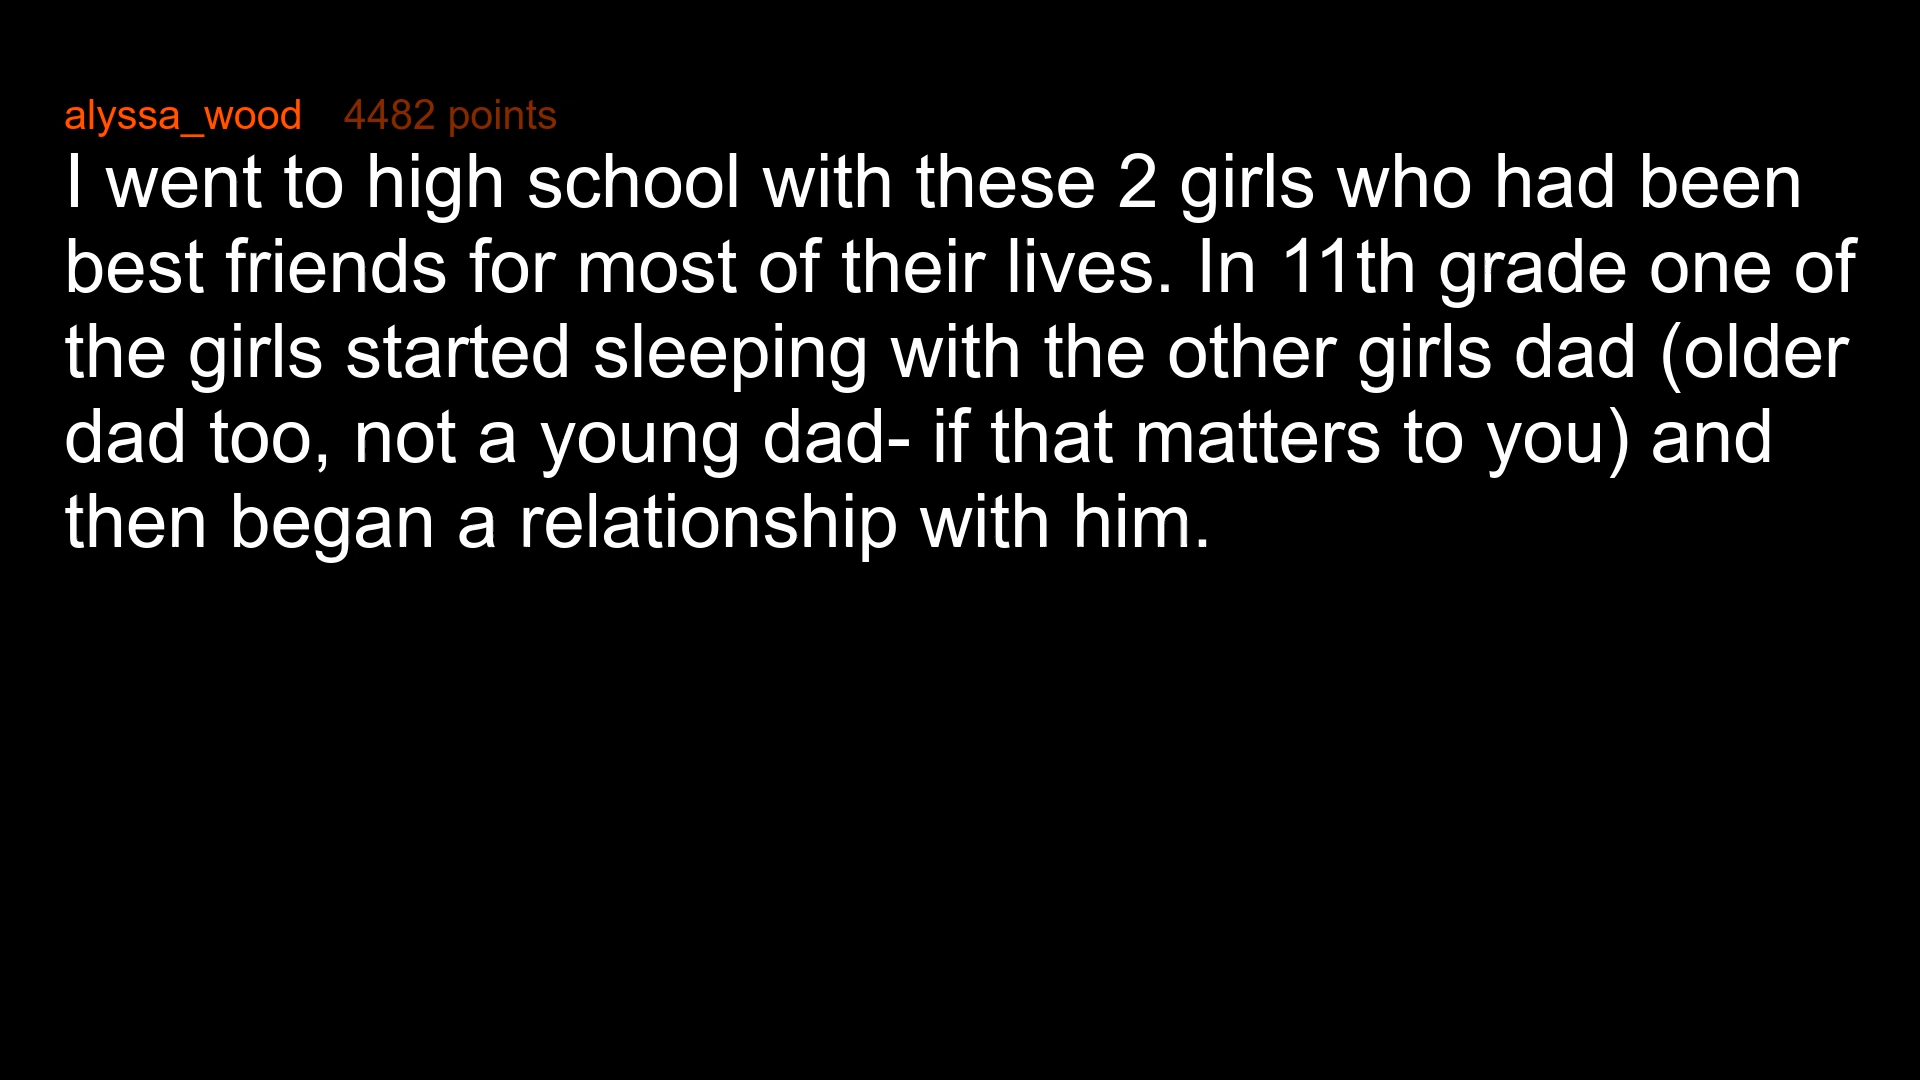 alyssa_wood 4482 points
I went to high school with these 2 girls who had been
best friends for most of their lives. In 11th grade one of
the girls started sleeping with the other girls dad (older
dad too, not a young dad- if that matters to you) and
then began a relationship with him.